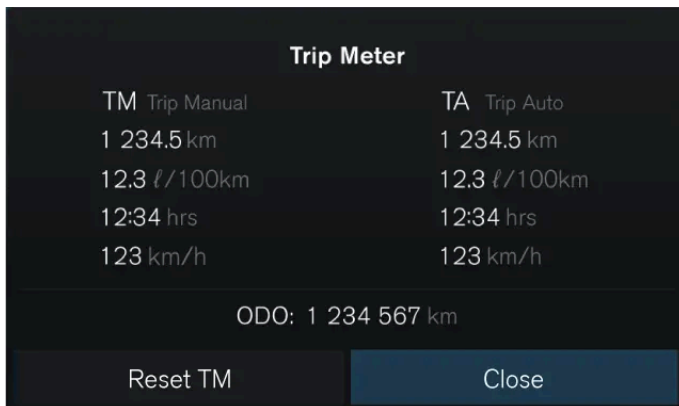 Trip Meter
TM Trip Manual
TA Trip Auto
1 234.5 km
1 234.5 km
12.3 ℓ/100km
12.3 ℓ/100km
12:34 hrs
12:34 hrs
123 km/h
123 km/h
ODO: 1 234 567 km
Reset TM
Close